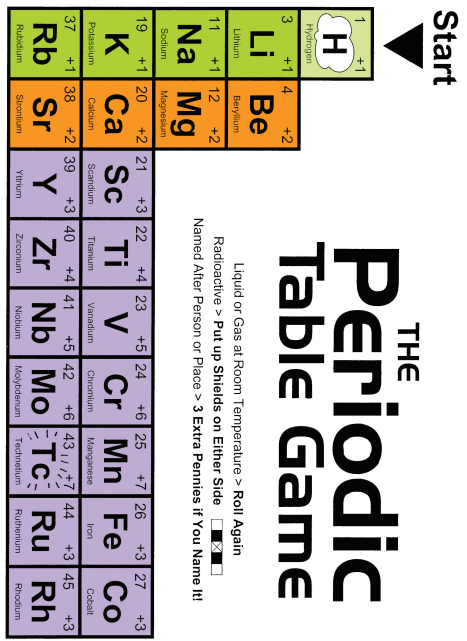 Start
THE
Periodic
Table Game
Liquid or Gas at Room Temperature > Roll Again
Radioactive > Put up Shields on Either Side
Named After Person or Place > 3 Extra Pennies if You Name It!
1 +1
H
Hydrogen
3 +1
Li
Lithium
4 +2
Be
Beryllium
11 +1
Na
Sodium
12 +2
Mg
Magnesium
19 +1
K
Potassium
20 +2
Ca
Calcium
21 +3
Sc
Scandium
22 +4
Ti
Titanium
23 +5
V
Vanadium
24 +6
Cr
Chromium
25 +7
Mn
Manganese
26 +3
Fe
Iron
27 +3
Co
Cobalt
37 +1
Rb
Rubidium
38 +2
Sr
Strontium
39 +3
Y
Yttrium
40 +4
Zr
Zirconium
41 +5
Nb
Niobium
42 +6
Mo
Molybdenum
43 +7
Tc
Technetium
44 +3
Ru
Ruthenium
45 +3
Rh
Rhodium